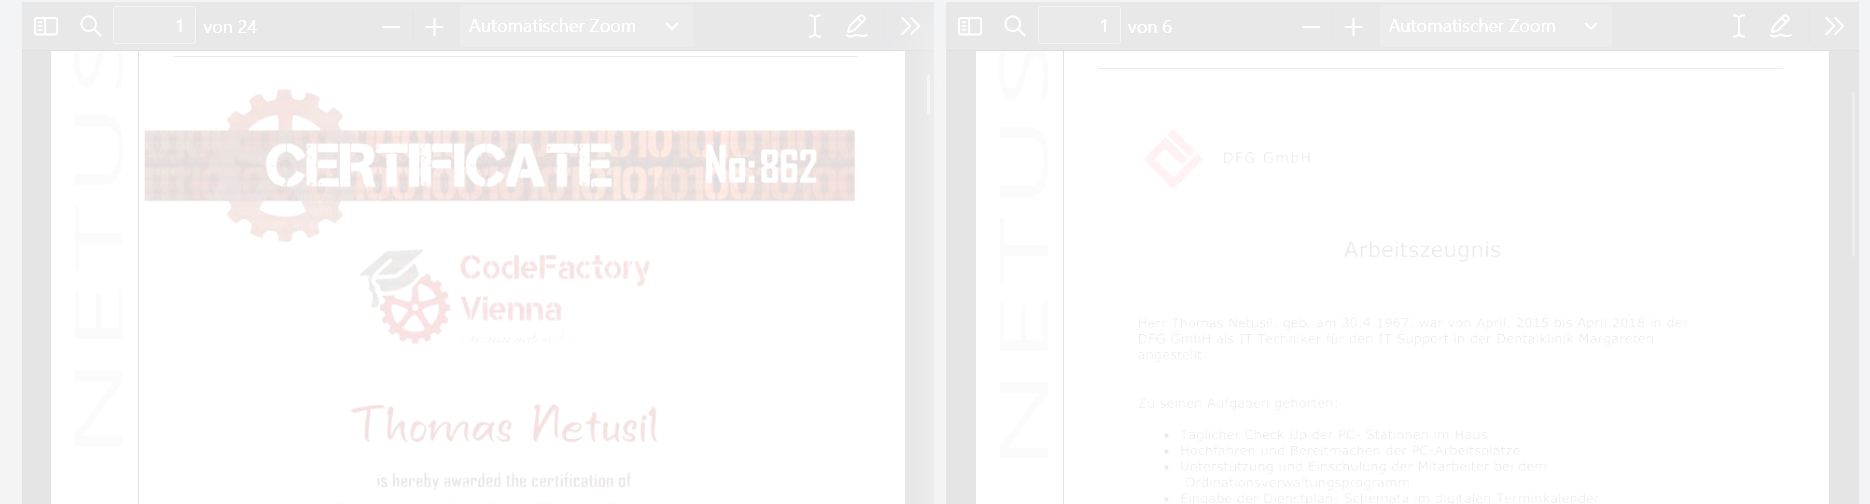 1 von 24 Automatischer Zoom
NETUS
CERTIFICATE No:862
CodeFactory
Vienna
Thomas Netusil
is hereby awarded the certification of
1 von 6 Automatischer Zoom
NETUS
DFG GmbH
Arbeitszeugnis
Herr Thomas Netusil, geb. am 30.4.1967, war von April, 2015 bis April 2018 in der
DFG GmbH als IT Techniker für den IT Support in der Dentalklinik Margareten
angestellt.
Zu seinen Aufgaben gehörten:
• Täglicher Check Up der PC- Stationen im Haus
• Hochfahren und Bereitmachen der PC-Arbeitsplätze
• Unterstützung und Einschulung der Mitarbeiter bei dem
Ordinationsverwaltungsprogramm
• Eingabe der Dienstplan- Schemata im digitalen Terminkalender